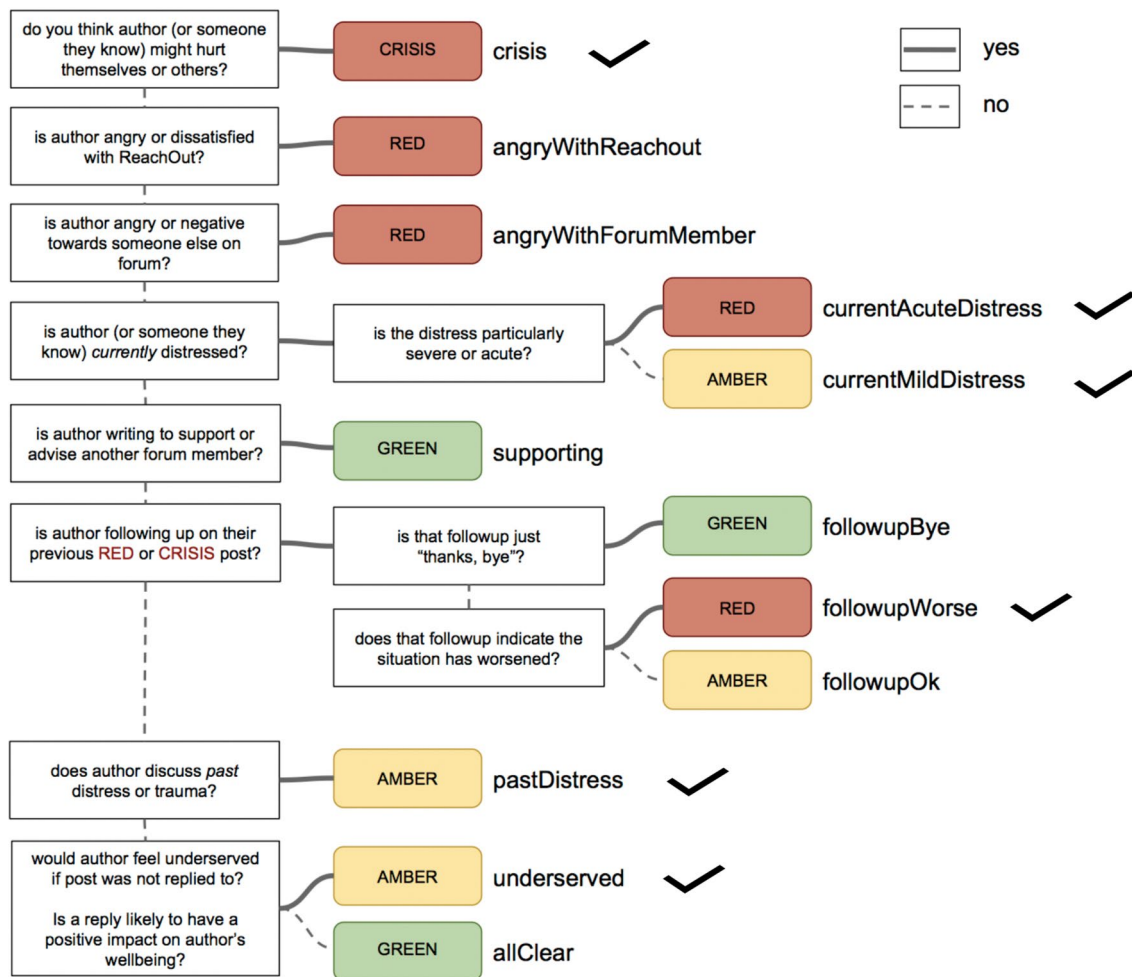 do you think author (or someone
they know) might hurt
themselves or others?
CRISIS
crisis
yes
no
is author angry or dissatisfied
with ReachOut?
RED
angryWithReachout
is author angry or negative
towards someone else on
forum?
RED
angryWithForumMember
is author (or someone they
know) currently distressed?
is the distress particularly
severe or acute?
RED
currentAcuteDistress
AMBER
currentMildDistress
is author writing to support or
advise another forum member?
GREEN
supporting
is author following up on their
previous RED or CRISIS post?
is that followup just
“thanks, bye”?
GREEN
followupBye
does that followup indicate the
situation has worsened?
RED
followupWorse
AMBER
followupOk
does author discuss past
distress or trauma?
AMBER
pastDistress
would author feel underserved
if post was not replied to?
Is a reply likely to have a
positive impact on author's
wellbeing?
AMBER
underserved
GREEN
allClear